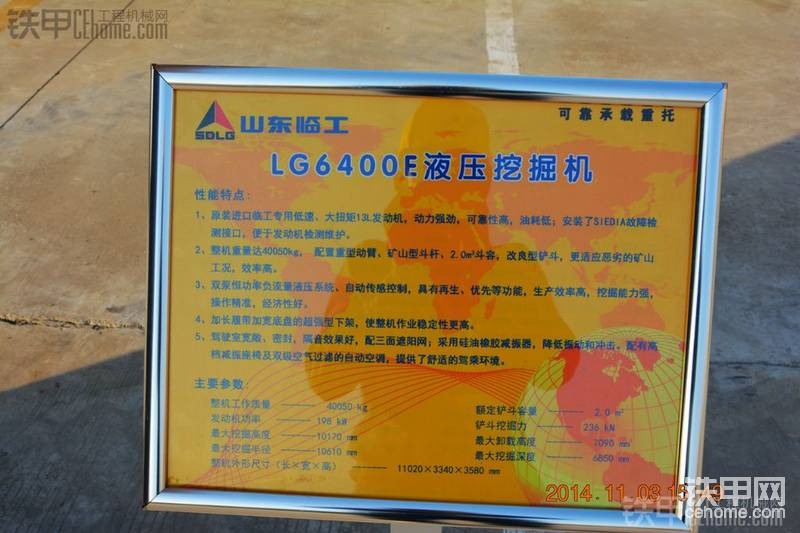 铁甲 工程机械网
CEhome.com
SDLG 山东临工
可靠承载重托
LG6400E液压挖掘机
性能特点：
1、原装进口临工专用低速、大扭矩13L发动机，动力强劲，可靠性高，油耗低；安装了SIEDIA故障检
测接口，便于发动机检测维护。
2、整机重量达40050kg，配置重型动臂、矿山型斗杆、2.0m³斗容，改良型铲斗，更适应恶劣的矿山
工况，效率高。
3、双泵恒功率负流量液压系统、自动传感控制，具有再生、优先等功能，生产效率高，挖掘能力强，
操作精准，经济性好。
4、加长履带加宽底盘的超强型下架，使整机作业稳定性更高。
5、驾驶室宽敞、密封，隔音效果好，配三面遮阳网；采用硅油橡胶减振器，降低振动和冲击。配有高
档减振座椅及双吸空气过滤的自动空调，提供了舒适的驾乘环境。
主要参数：
整机工作质量 ——— 40050 kg
发动机功率 ——— 198 kW
最大挖掘高度 ——— 10170 mm
最大挖掘半径 ——— 10610 mm
整机外形尺寸（长×宽×高） ——— 11020×3340×3580 mm
额定铲斗容量 ——— 2.0 m³
铲斗挖掘力 ——— 236 kN
最大卸载高度 ——— 7090 mm
最大挖掘深度 ——— 6850 mm
2014.11.03
铁甲网
cehome.com